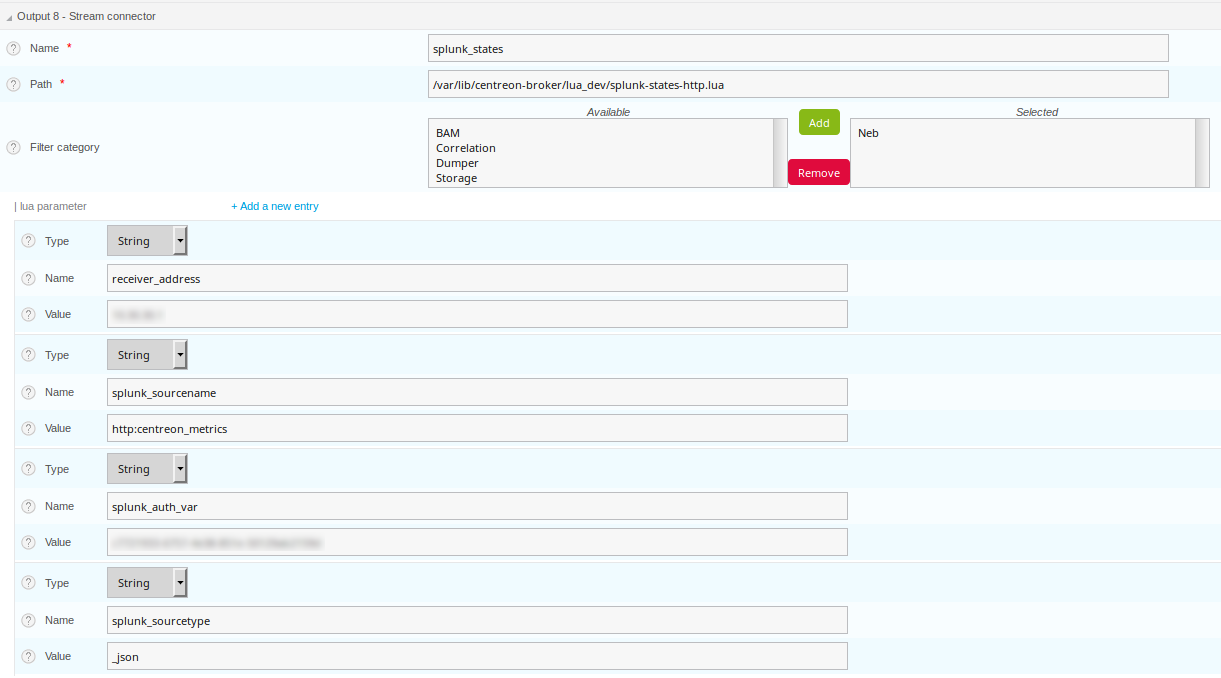 Output 8 - Stream connector
? Name *
splunk_states
? Path *
/var/lib/centreon-broker/lua_dev/splunk-states-http.lua
Available
Selected
? Filter category
BAM
Correlation
Dumper
Storage
Add
Remove
Neb
| lua parameter
+ Add a new entry
? Type String
? Name receiver_address
? Value
? Type String
? Name splunk_sourcename
? Value http:centreon_metrics
? Type String
? Name splunk_auth_var
? Value
? Type String
? Name splunk_sourcetype
? Value _json